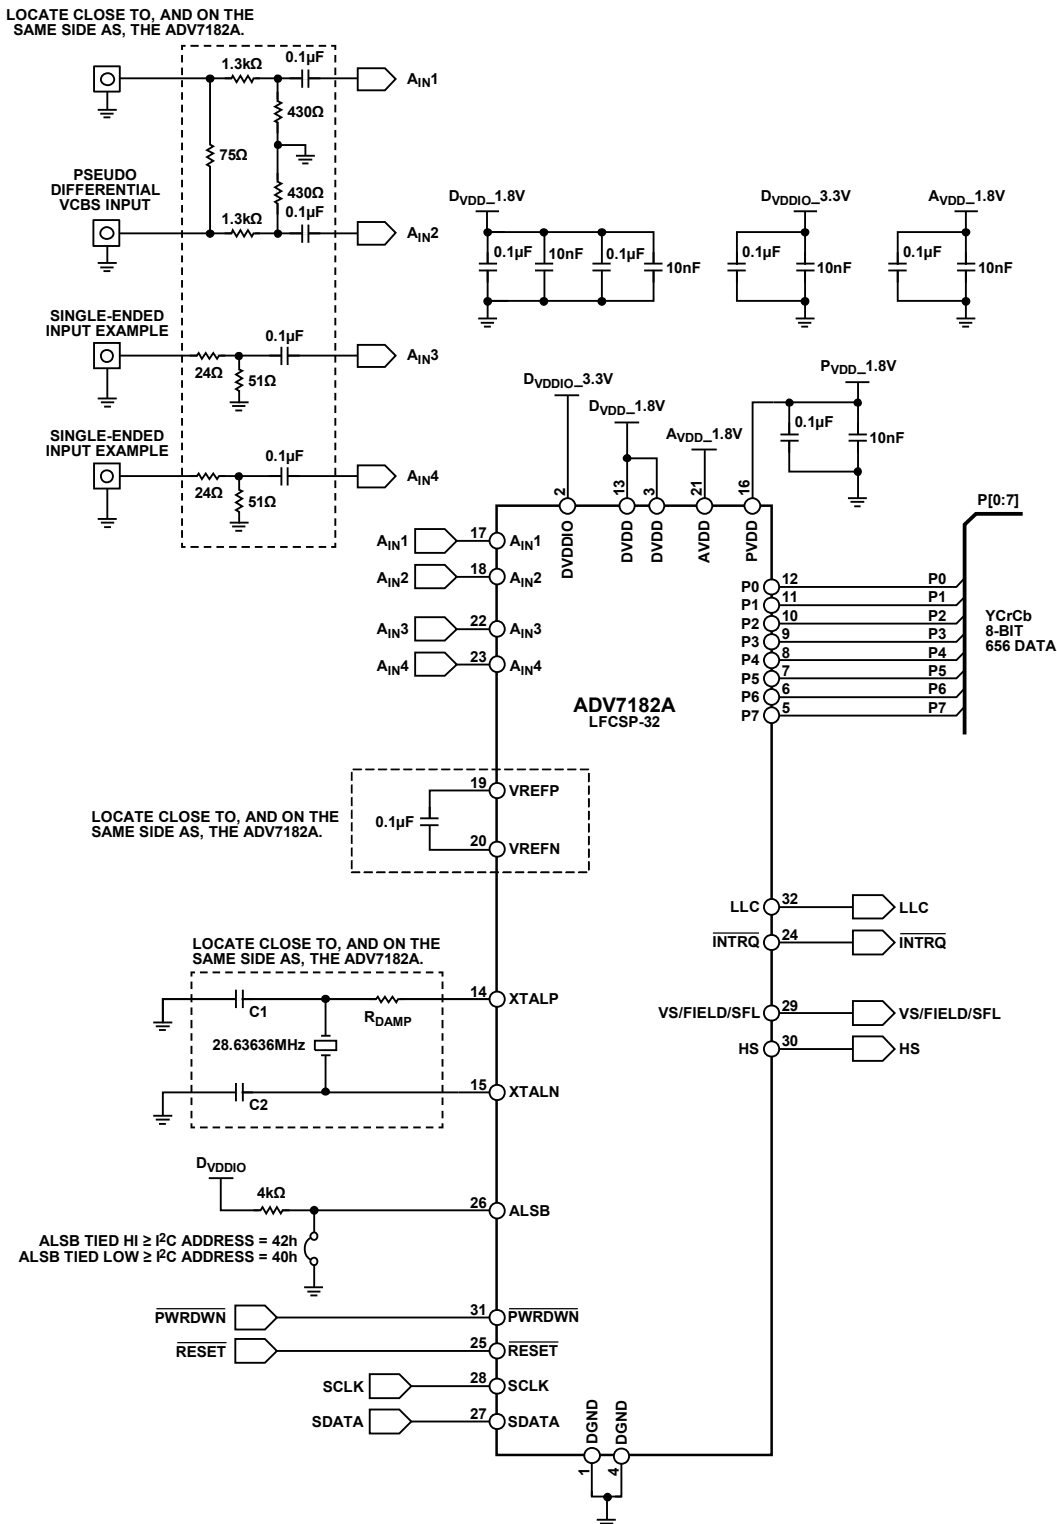 LOCATE CLOSE TO, AND ON THE
SAME SIDE AS, THE ADV7182A.
1.3kΩ
0.1µF
AIN1
430Ω
75Ω
PSEUDO
DIFFERENTIAL
VCBS INPUT
430Ω
1.3kΩ
0.1µF
AIN2
DVDD_1.8V
0.1µF
10nF
0.1µF
10nF
DVDDIO_3.3V
0.1µF
10nF
AVDD_1.8V
0.1µF
10nF
SINGLE-ENDED
INPUT EXAMPLE
0.1µF
AIN3
24Ω
51Ω
SINGLE-ENDED
INPUT EXAMPLE
0.1µF
AIN4
24Ω
51Ω
DVDDIO_3.3V
DVDD_1.8V
AVDD_1.8V
PVDD_1.8V
0.1µF
10nF
2
13
3
21
16
DVDDIO
DVDD
DVDD
AVDD
PVDD
AIN1
17
AIN1
AIN2
18
AIN2
AIN3
22
AIN3
AIN4
23
AIN4
P[0:7]
P0
12
P0
P1
11
P1
P2
10
P2
P3
9
P3
P4
8
P4
P5
7
P5
P6
6
P6
P7
5
P7
YCrCb
8-BIT
656 DATA
ADV7182A
LFCSP-32
LOCATE CLOSE TO, AND ON THE
SAME SIDE AS, THE ADV7182A.
0.1µF
19
VREFP
20
VREFN
LLC
32
LLC
INTRQ
24
INTRQ
VS/FIELD/SFL
29
VS/FIELD/SFL
HS
30
HS
LOCATE CLOSE TO, AND ON THE
SAME SIDE AS, THE ADV7182A.
C1
RDAMP
14
XTALP
28.63636MHz
C2
15
XTALN
DVDDIO
4kΩ
26
ALSB
ALSB TIED HI ≥ I2C ADDRESS = 42h
ALSB TIED LOW ≥ I2C ADDRESS = 40h
PWRDWN
31
PWRDWN
RESET
25
RESET
SCLK
28
SCLK
SDATA
27
SDATA
DGND
DGND
1
4